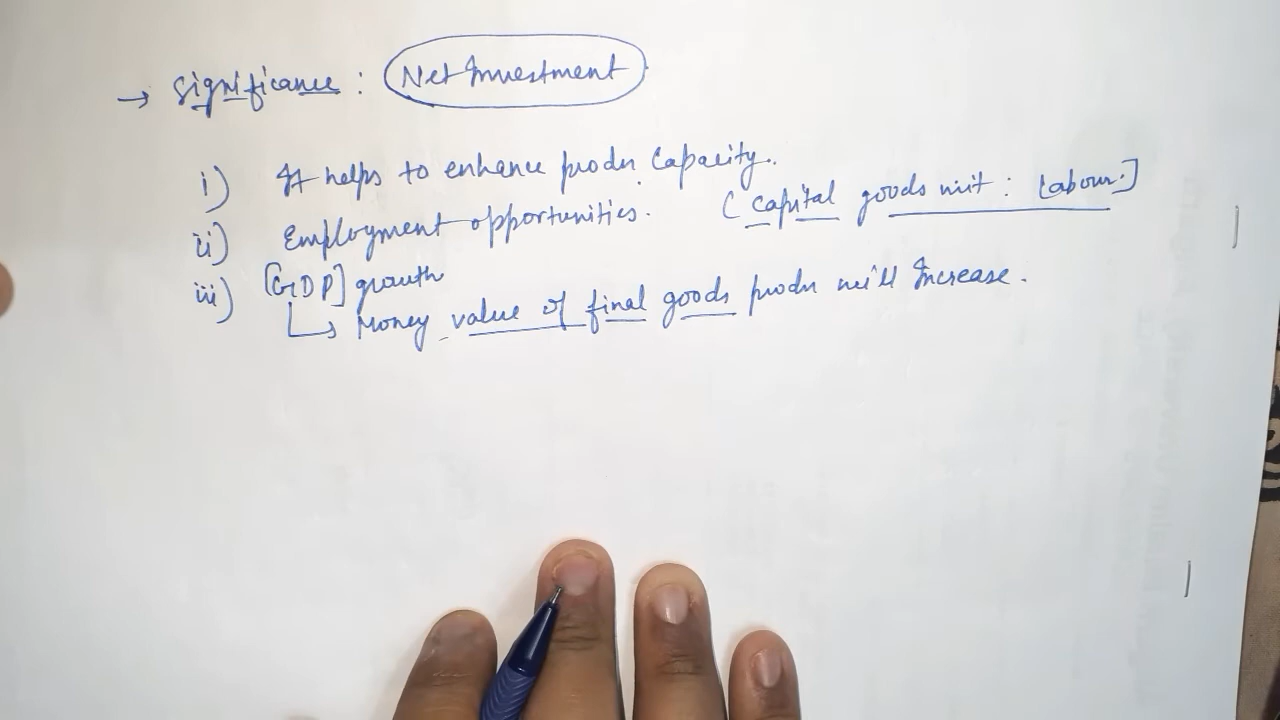 → Significance : Net Investment
i) It helps to enhance prodn. Capacity.
ii) Employment opportunities. ( Capital goods unit : Labour.]
iii) [GDP] growth
↳ Money value of final goods prodn will Increase.